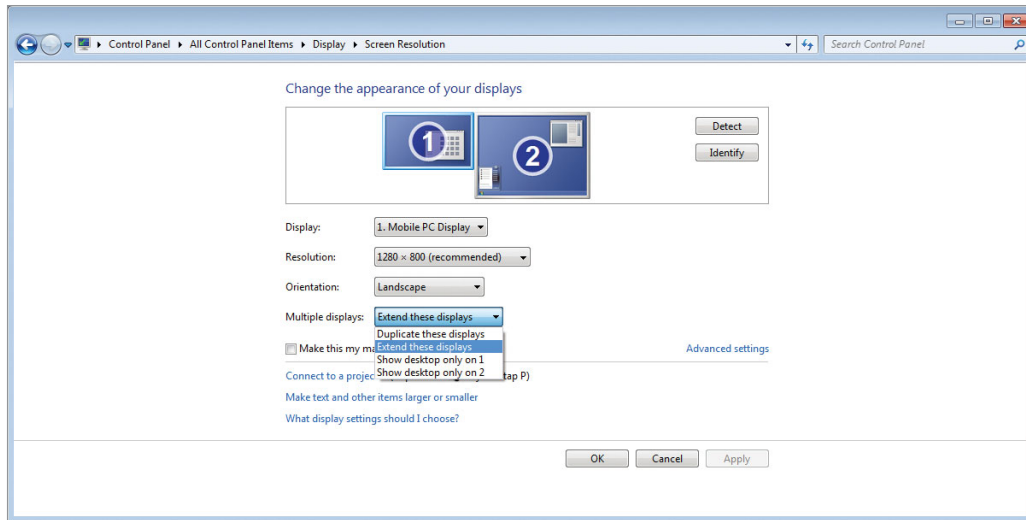 Control Panel ▸ All Control Panel Items ▸ Display ▸ Screen Resolution
Search Control Panel
Change the appearance of your displays
1
2
Detect
Identify
Display: 1. Mobile PC Display
Resolution: 1280 × 800 (recommended)
Orientation: Landscape
Multiple displays: Extend these displays
Duplicate these displays
Extend these displays
Make this my Advanced settings
Show desktop only on 1
Show desktop only on 2
Connect to a tap P)
Make text and other items larger or smaller
What display settings should I choose?
OK Cancel Apply